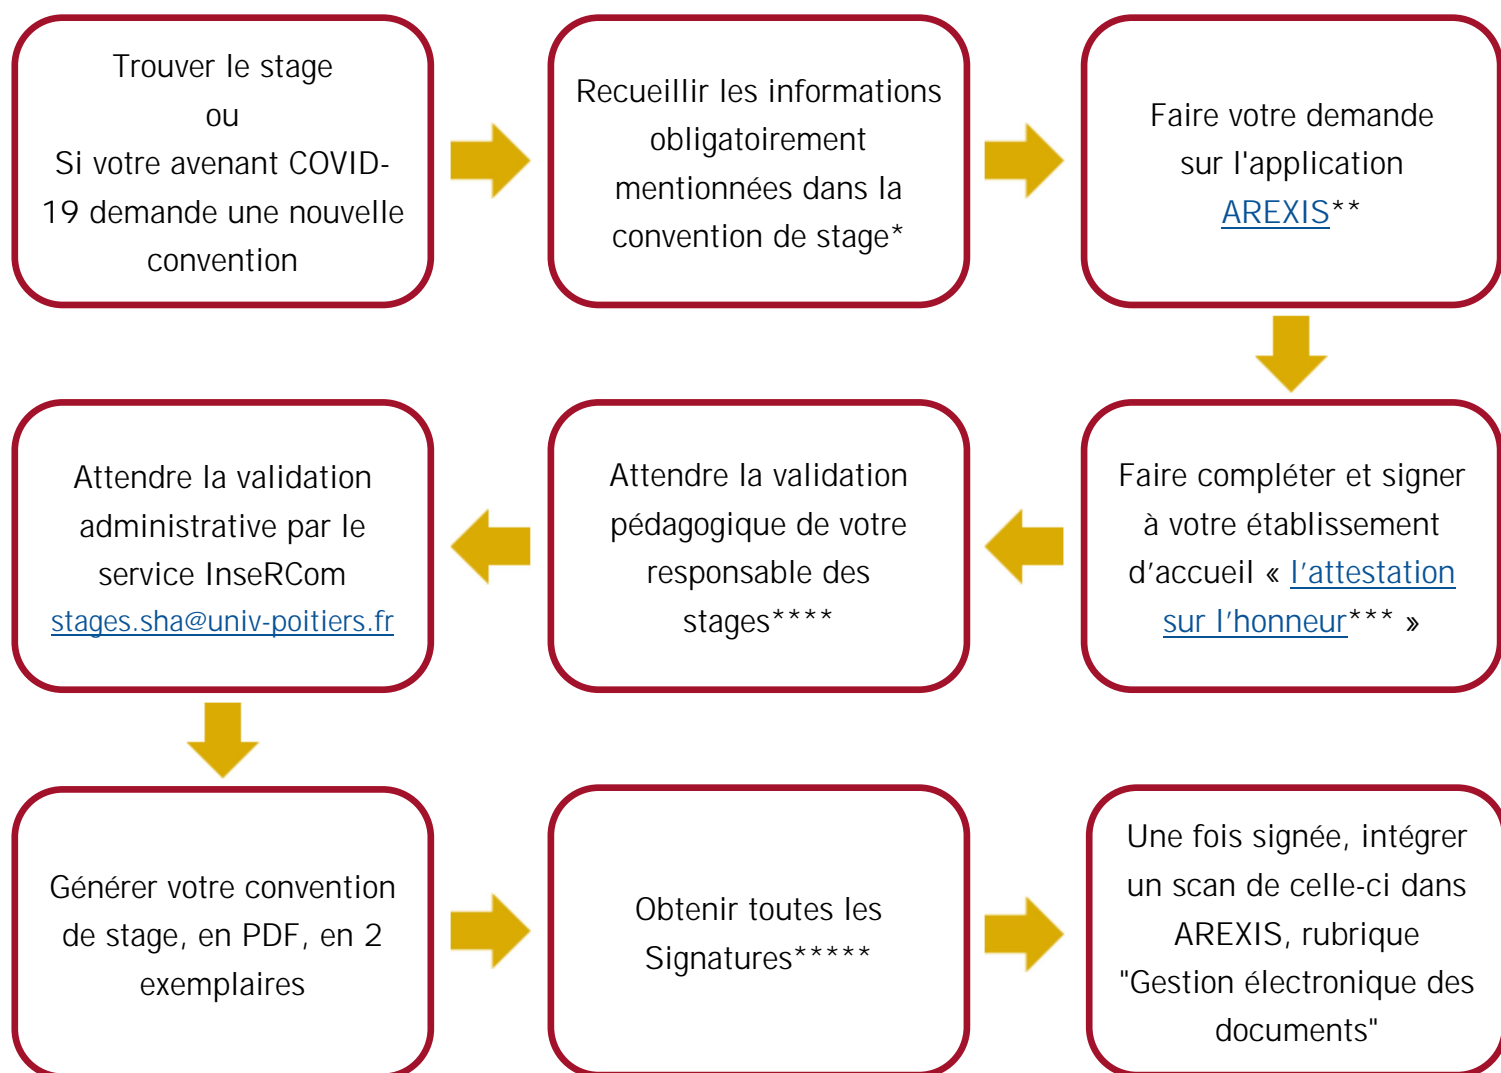 Trouver le stage
ou
Si votre avenant COVID-
19 demande une nouvelle
convention
Recueillir les informations
obligatoirement
mentionnées dans la
convention de stage*
Faire votre demande
sur l'application
AREXIS**
Faire compléter et signer
à votre établissement
d’accueil « l’attestation
sur l’honneur*** »
Attendre la validation
pédagogique de votre
responsable des
stages****
Attendre la validation
administrative par le
service InseRCom
stages.sha@univ-poitiers.fr
Générer votre convention
de stage, en PDF, en 2
exemplaires
Obtenir toutes les
Signatures*****
Une fois signée, intégrer
un scan de celle-ci dans
AREXIS, rubrique
"Gestion électronique des
documents"